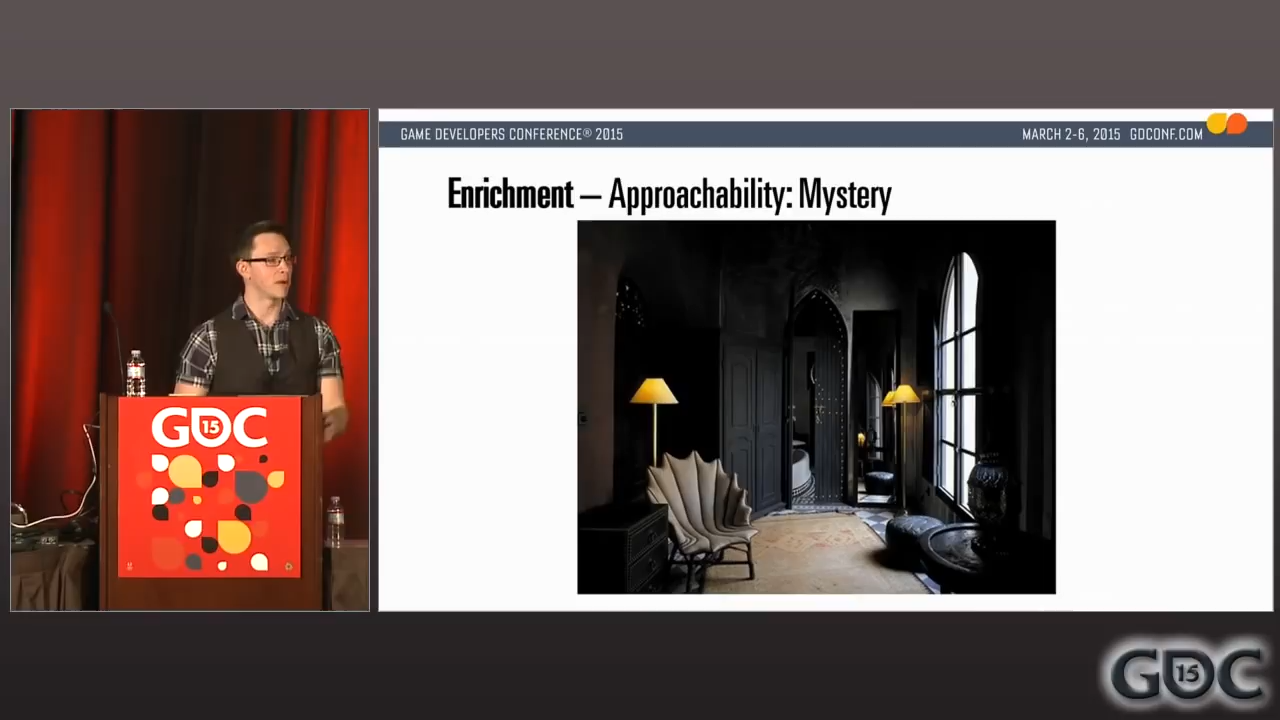 GAME DEVELOPERS CONFERENCE® 2015
MARCH 2-6, 2015 GDCONF.COM
Enrichment – Approachability: Mystery
GDC
15
GDC
15